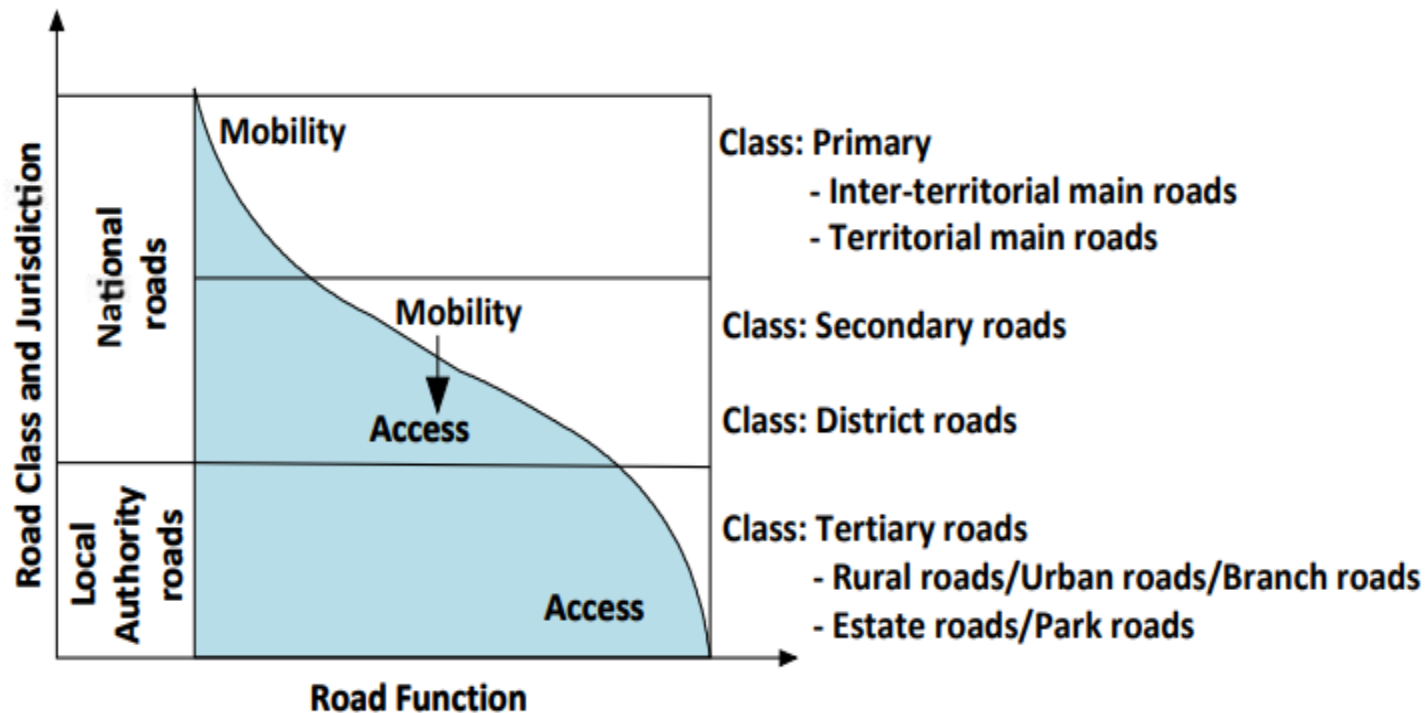 Road Class and Jurisdiction
National
roads
Local
Authority
roads
Mobility
Mobility
Access
Access
Class: Primary
- Inter-territorial main roads
- Territorial main roads
Class: Secondary roads
Class: District roads
Class: Tertiary roads
- Rural roads/Urban roads/Branch roads
- Estate roads/Park roads
Road Function